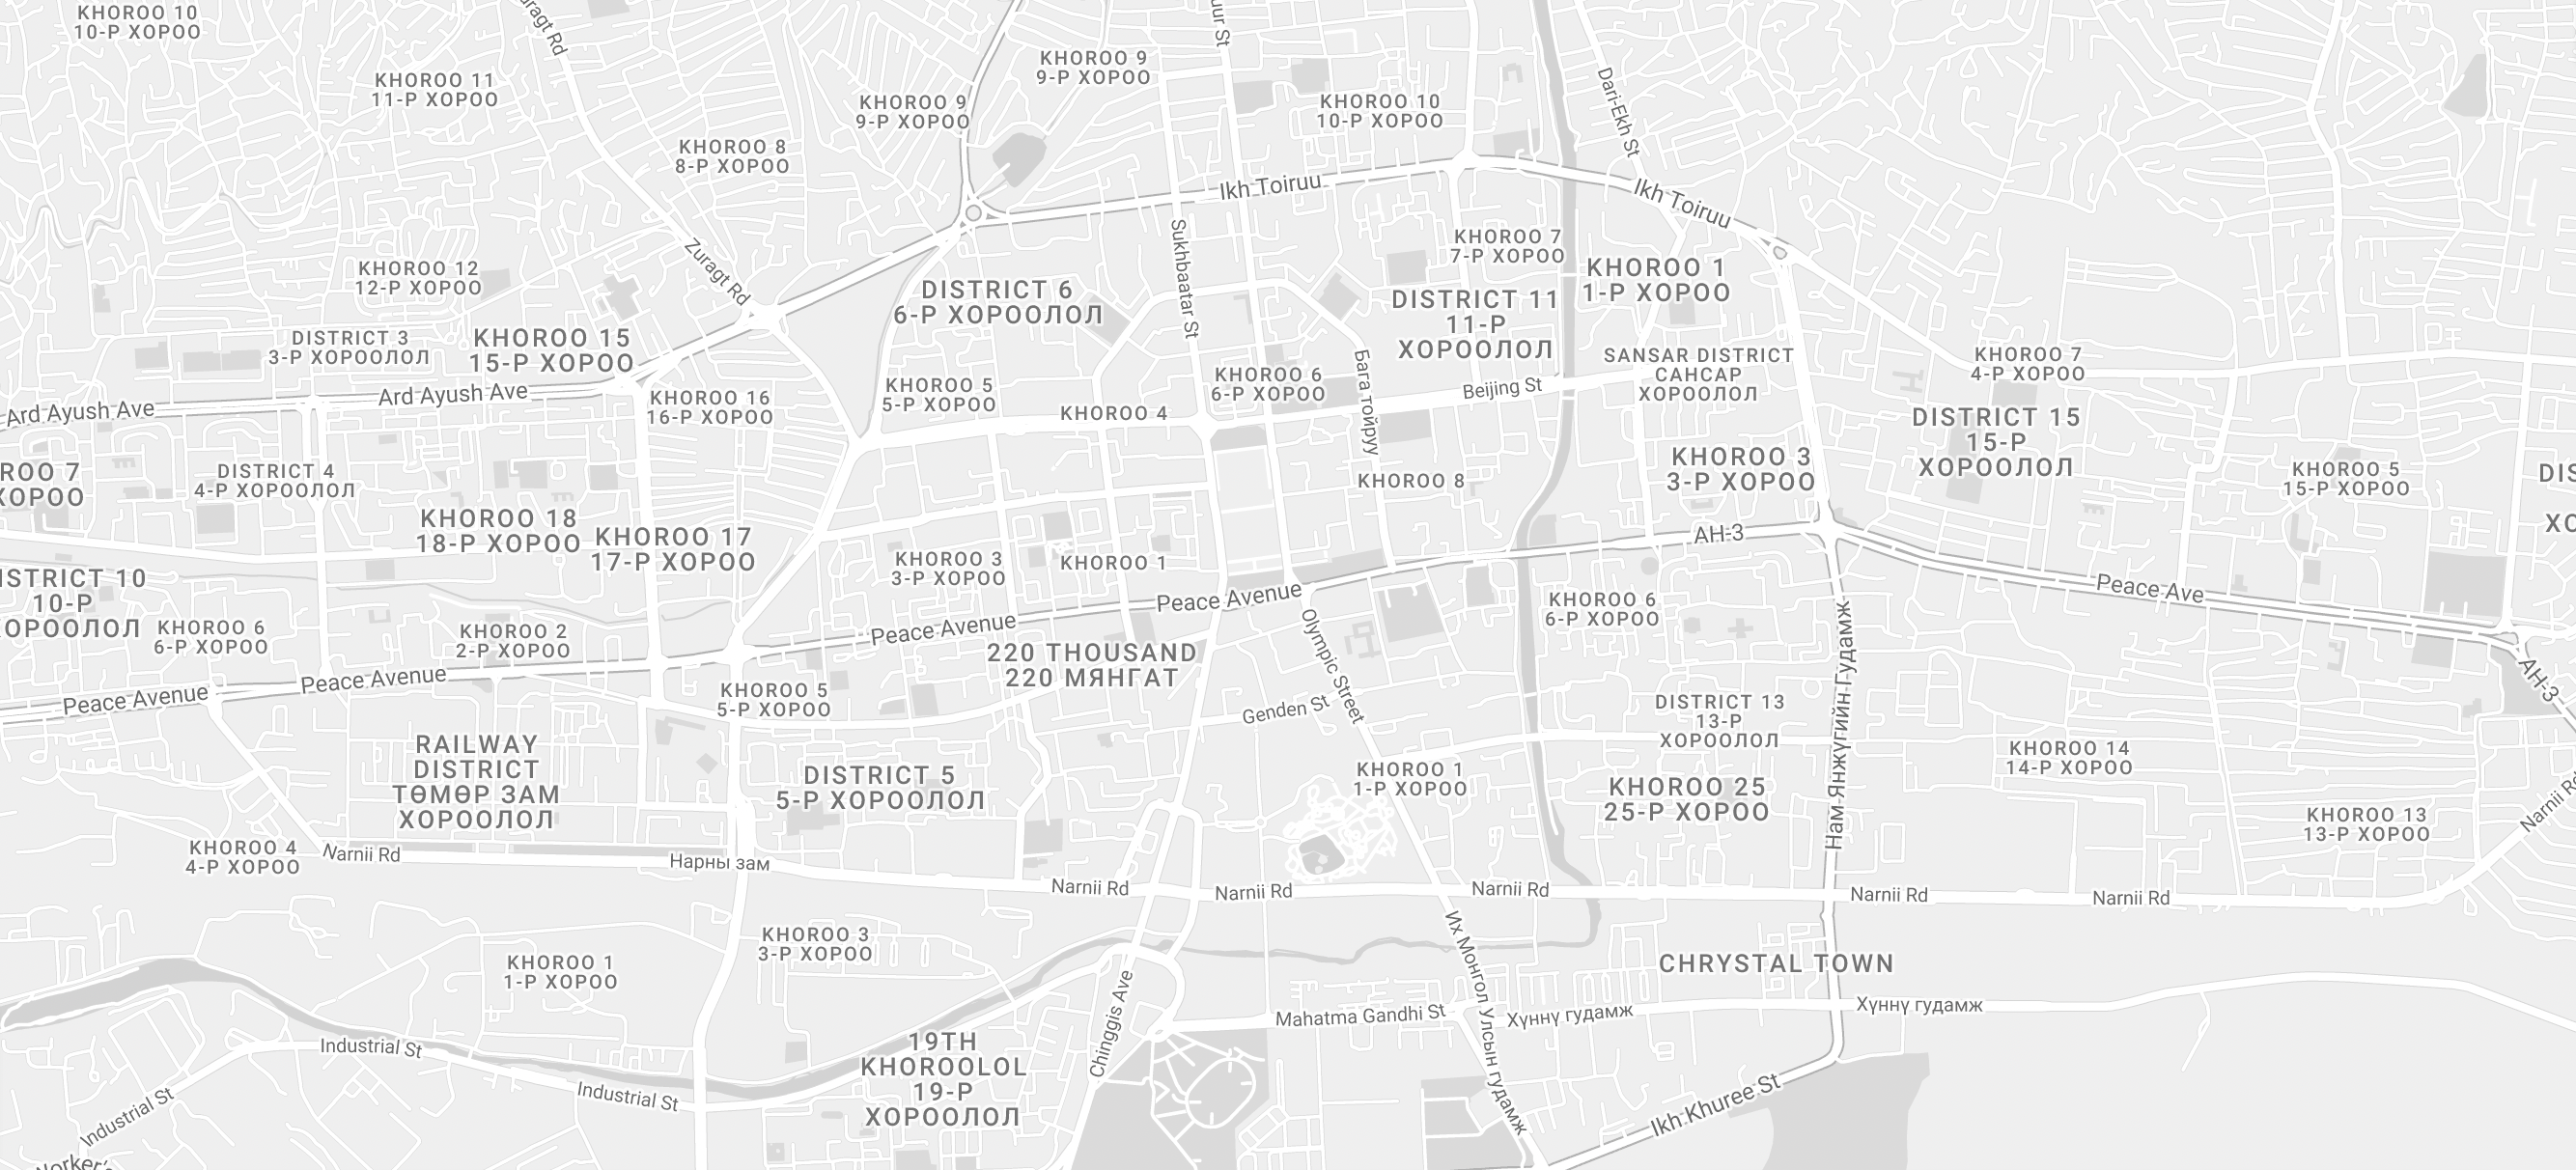 KHOROO 10
10-Р ХОРОО
Zuragt Rd
KHOROO 11
11-Р ХОРОО
KHOROO 9
9-Р ХОРОО
KHOROO 9
9-Р ХОРОО
KHOROO 10
10-Р ХОРОО
Dari-Ekh St
KHOROO 8
8-Р ХОРОО
Ikh Toiruu
Ikh Toiruu
KHOROO 7
7-Р ХОРОО
KHOROO 12
12-Р ХОРОО
Zuragt Rd
DISTRICT 6
6-Р ХОРООЛОЛ
Sukhbaatar St
DISTRICT 11
11-Р
ХОРООЛОЛ
KHOROO 1
1-Р ХОРОО
DISTRICT 3
3-Р ХОРООЛОЛ
KHOROO 15
15-Р ХОРОО
SANSAR DISTRICT
САНСАР
ХОРООЛОЛ
KHOROO 7
4-Р ХОРОО
Ard Ayush Ave
Ard Ayush Ave
KHOROO 16
16-Р ХОРОО
KHOROO 5
5-Р ХОРОО
KHOROO 4
KHOROO 6
6-Р ХОРОО
Бага тойруу
Beijing St
DISTRICT 15
15-Р
ХОРООЛОЛ
ROO 7
ХОРОО
DISTRICT 4
4-Р ХОРООЛОЛ
KHOROO 8
KHOROO 3
3-Р ХОРОО
KHOROO 5
15-Р ХОРОО
DIS
ХО
KHOROO 18
18-Р ХОРОО
KHOROO 17
17-Р ХОРОО
AH-3
KHOROO 3
3-Р ХОРОО
KHOROO 1
ISTRICT 10
10-Р
ХОРООЛОЛ
Peace Avenue
Peace Ave
KHOROO 6
6-Р ХОРОО
KHOROO 6
6-Р ХОРОО
KHOROO 2
2-Р ХОРОО
Peace Avenue
220 THOUSAND
220 МЯНГАТ
Olympic Street
Нам Янжүгийн Гудамж
AH-3
Peace Avenue
Peace Avenue
KHOROO 5
5-Р ХОРОО
Genden St
DISTRICT 13
13-Р
ХОРООЛОЛ
RAILWAY
DISTRICT
ТӨМӨР ЗАМ
ХОРООЛОЛ
DISTRICT 5
5-Р ХОРООЛОЛ
KHOROO 1
1-Р ХОРОО
KHOROO 25
25-Р ХОРОО
KHOROO 14
14-Р ХОРОО
KHOROO 13
13-Р ХОРОО
Narnii Rd
KHOROO 4
4-Р ХОРОО
Narnii Rd
Нарны зам
Narnii Rd
Narnii Rd
Narnii Rd
Narnii Rd
Narnii Rd
KHOROO 3
3-Р ХОРОО
KHOROO 1
1-Р ХОРОО
Их Монгол Улсын гудамж
CHRYSTAL TOWN
Chinggis Ave
Mahatma Gandhi St
Хүннү гудамж
Хүннү гудамж
Industrial St
19TH
KHOROOLOL
19-Р
ХОРООЛОЛ
Industrial St
Industrial St
Ikh Khuree St